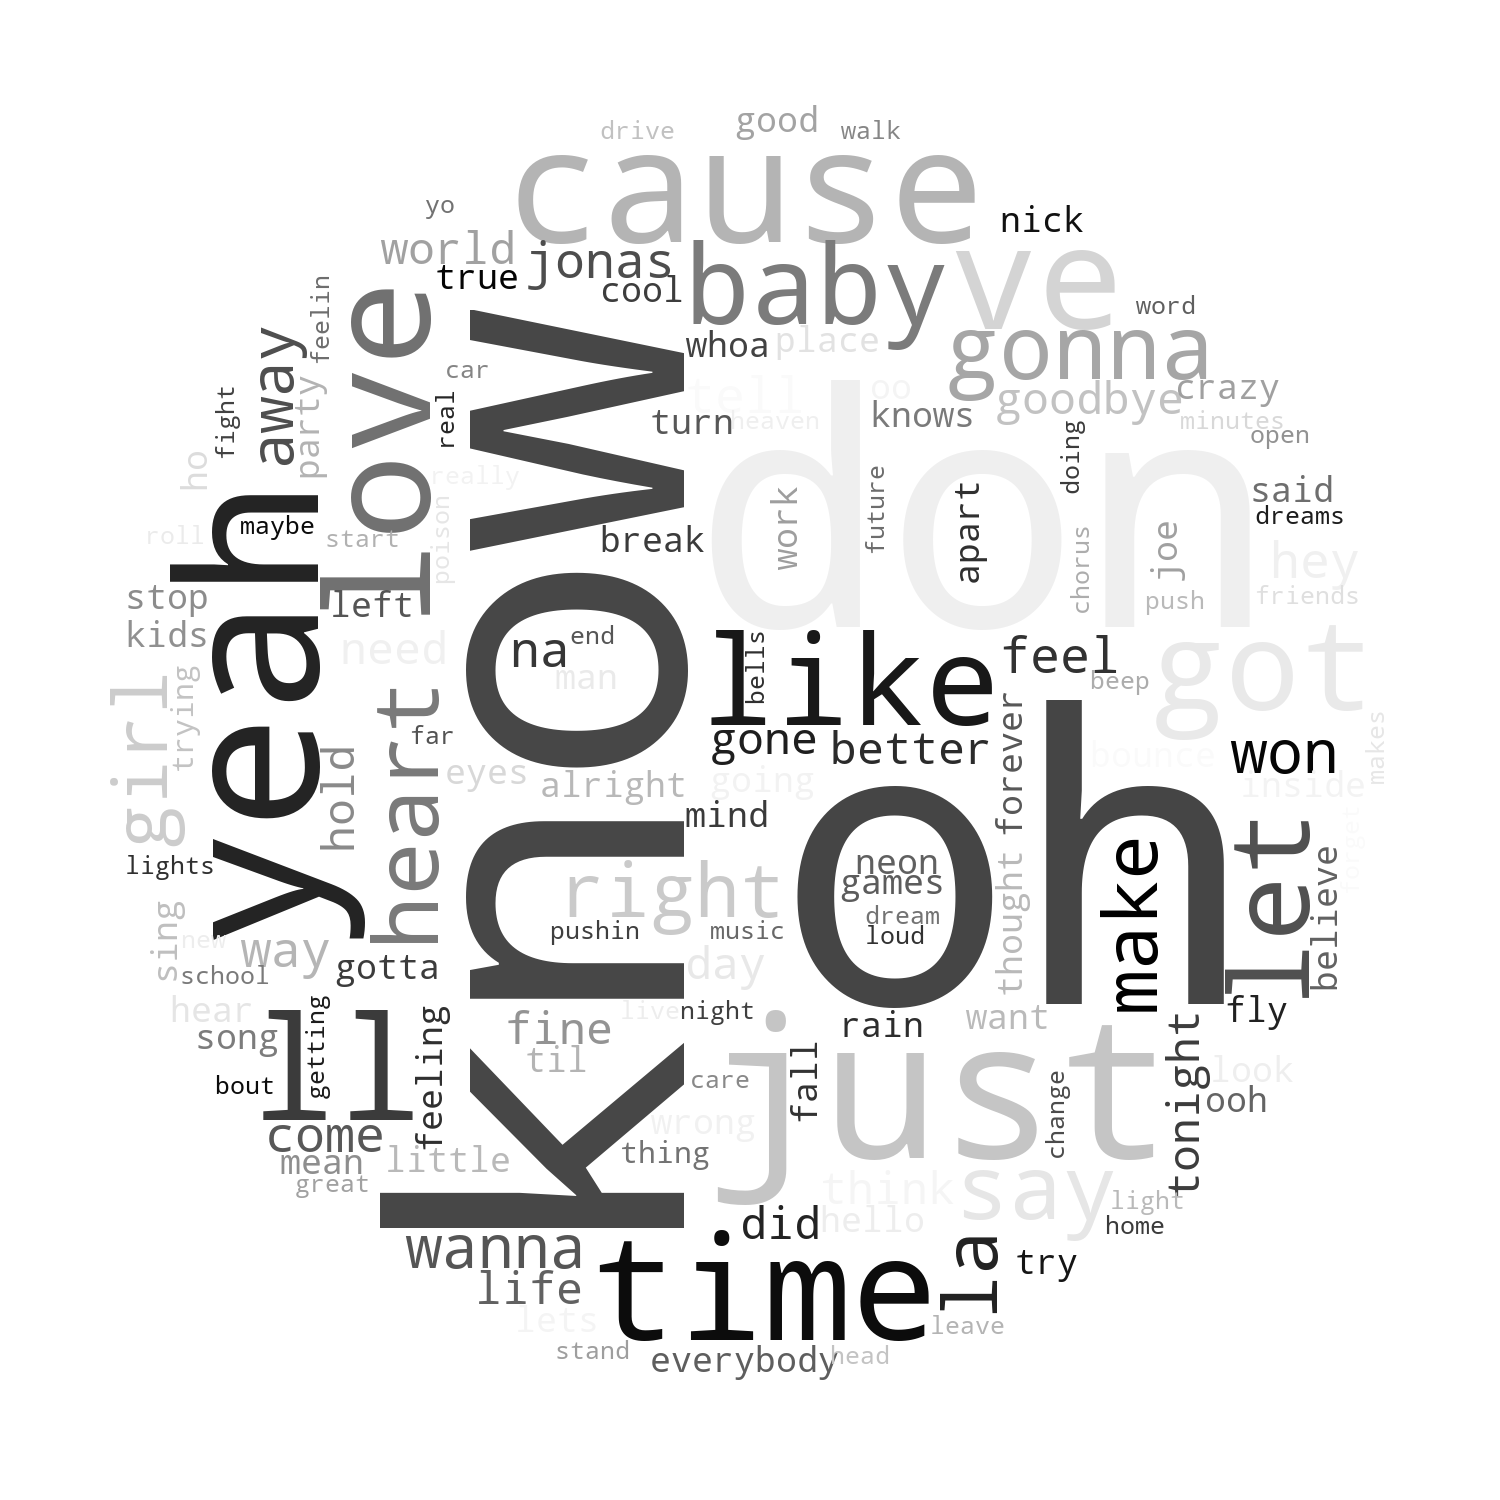 drive
good
walk
cause
yo
nick
world
jonas
baby
ve
true
cool
feelin
love
word
away
whoa
place
gonna
car
party
tell
oo
goodbye
crazy
fight
real
turn
heaven
knows
minutes
doing
open
ho
know
don
yeah
maybe
really
work
future
apart
said
dreams
roll
start
poison
break
chorus
joe
hey
stop
left
push
friends
kids
need
na
end
man
like
bells
feel
got
beep
girl
trying
heart
far
gone
better
forever
oh
won
bounce
makes
hold
eyes
alright
going
inside
mind
let
lights
right
neon
games
thought
make
believe
forget
dream
loud
sing
new
way
gotta
pushin
music
day
school
hear
ll
getting
feeling
live
night
fly
song
fine
rain
want
til
just
tonight
look
bout
care
fall
change
ooh
come
wrong
mean
little
thing
great
think
say
light
hello
home
wanna
did
life
time
la
try
lets
leave
stand
everybody
head